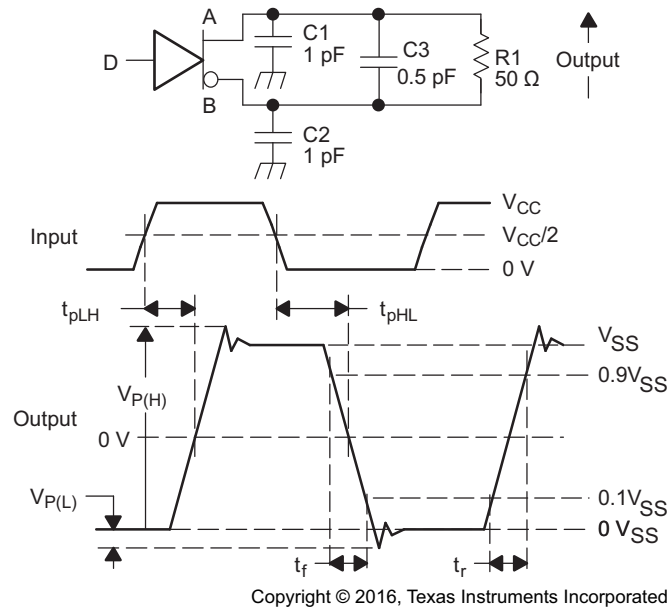 A
D
B
C1
1 pF
C3
0.5 pF
R1
50 Ω
Output
C2
1 pF
VCC
Input
VCC/2
0 V
tpLH
tpHL
VSS
0.9VSS
VP(H)
Output
0 V
VP(L)
0.1VSS
0 VSS
tf
tr
Copyright © 2016, Texas Instruments Incorporated